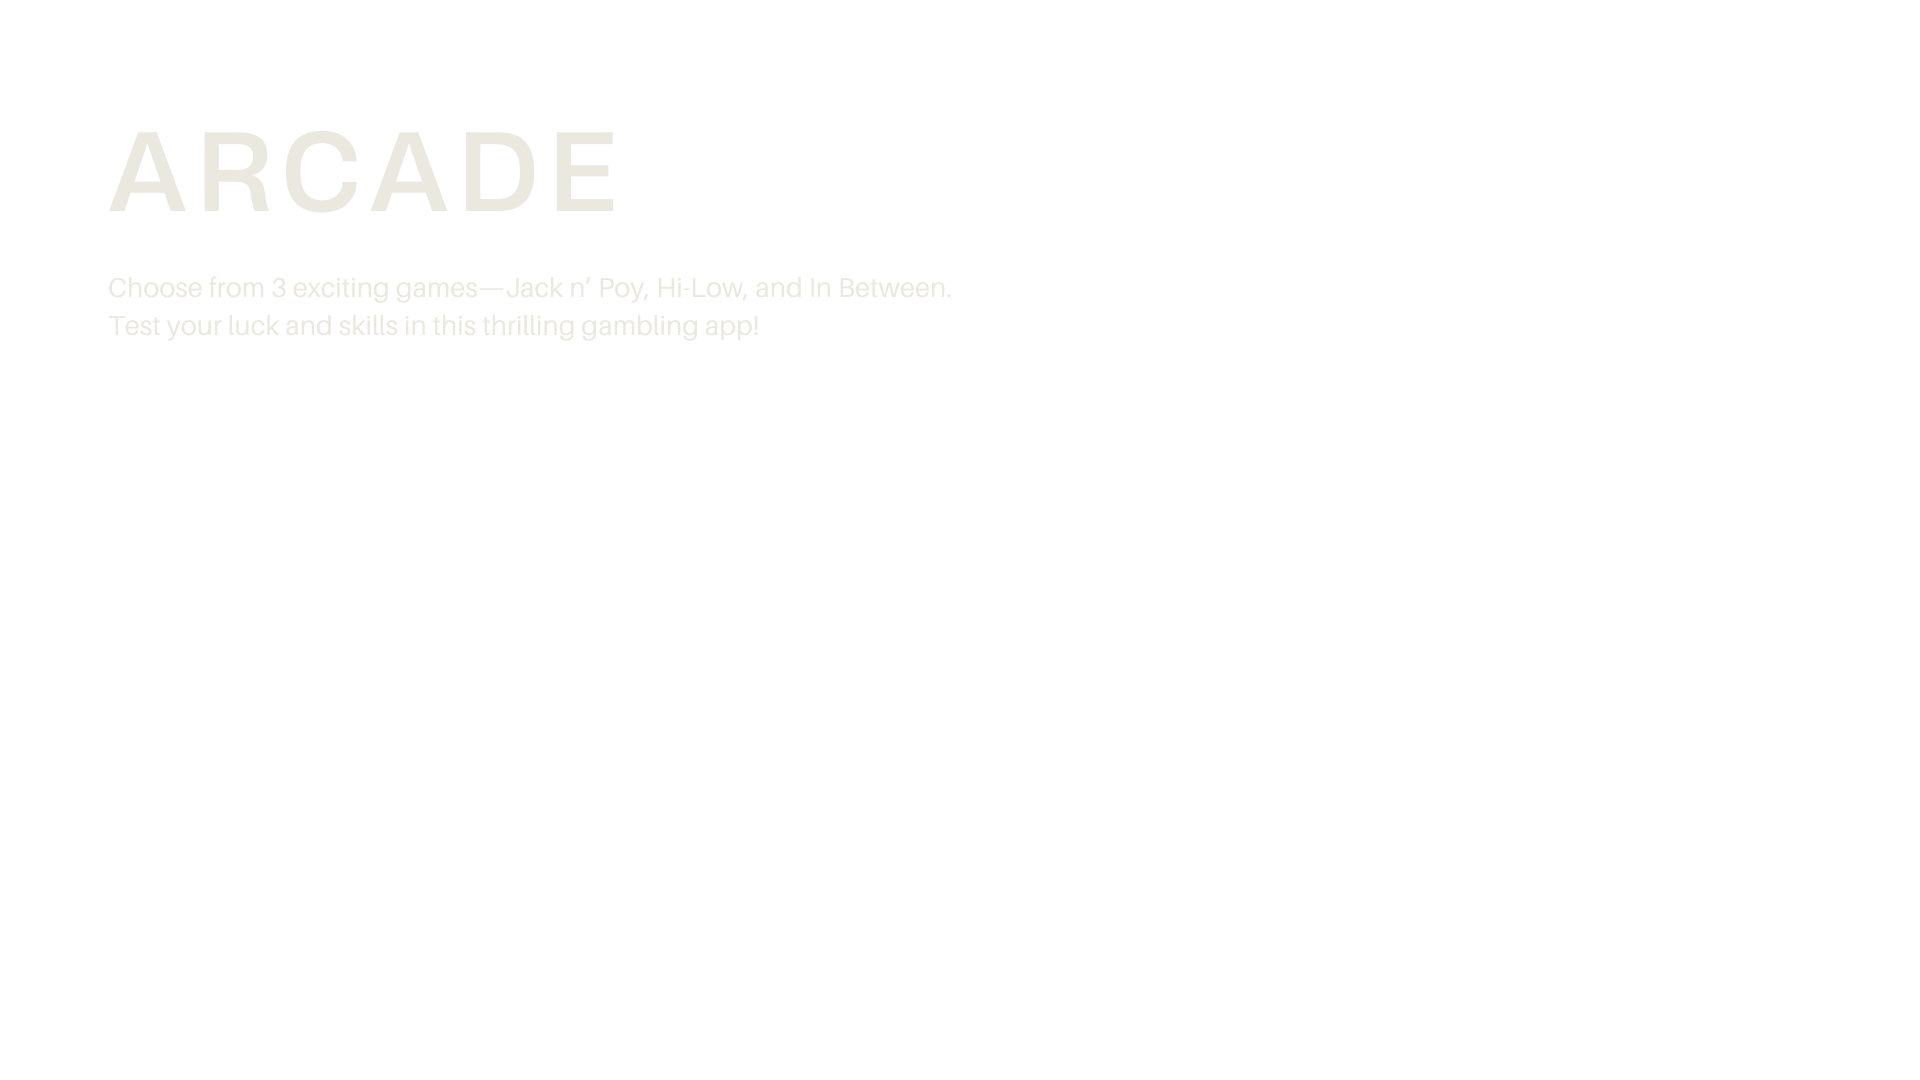 ARCADE
Choose from 3 exciting games—Jack n’ Poy, Hi-Low, and In Between.
Test your luck and skills in this thrilling gambling app!